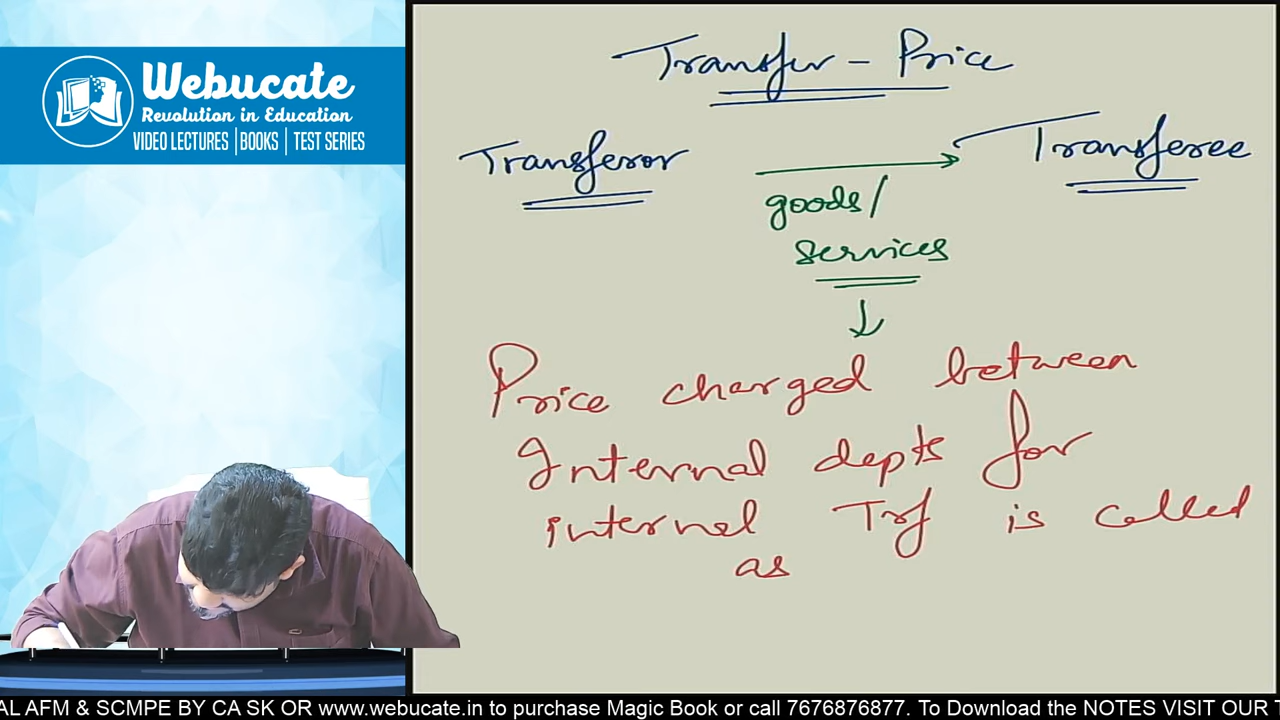 Webucate
Revolution in Education
VIDEO LECTURES | BOOKS | TEST SERIES
Transfer - Price
Transferor
Transferee
goods/
services
Price charged between
Internal depts for
internal Trf is called
as
AL AFM & SCMPE BY CA SK OR www.webucate.in to purchase Magic Book or call 7676876877. To Download the NOTES VISIT OUR